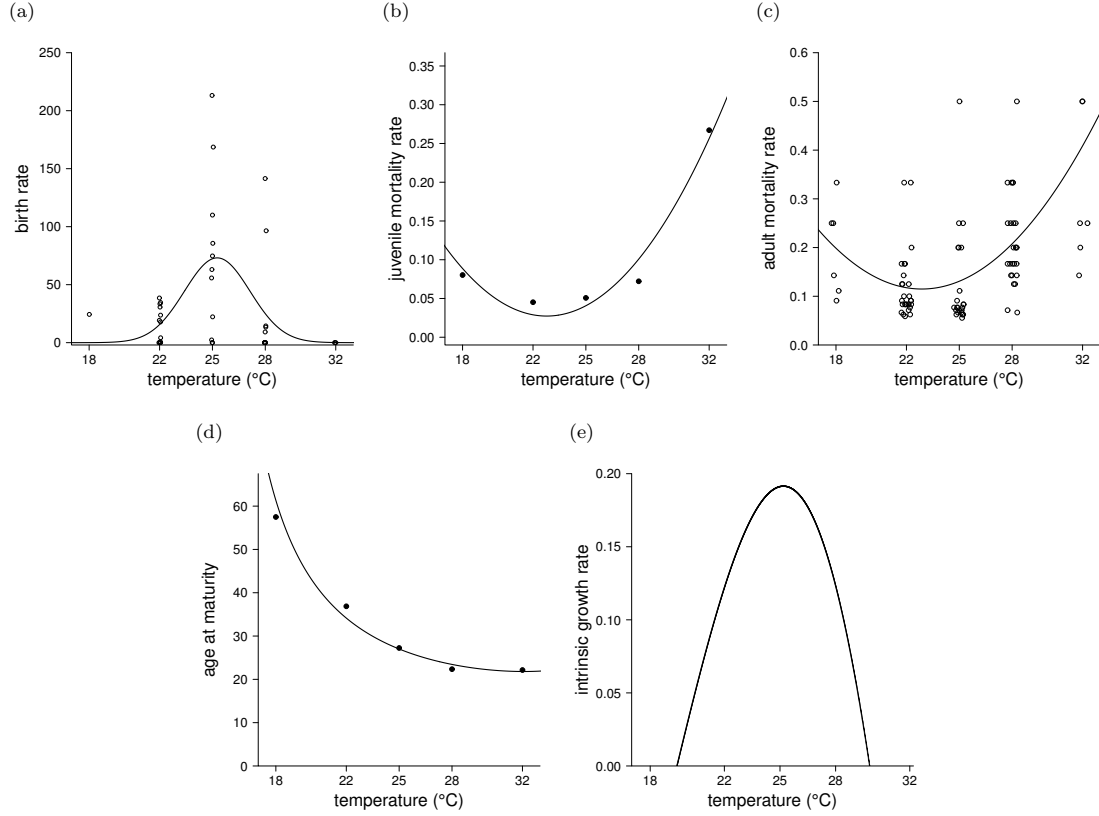 (a)
250
200
150
100
50
0
birth rate
18 22 25 28 32
temperature (°C)
(b)
0.35
0.30
0.25
0.20
0.15
0.10
0.05
0.00
juvenile mortality rate
18 22 25 28 32
temperature (°C)
(c)
0.6
0.5
0.4
0.3
0.2
0.1
0.0
adult mortality rate
18 22 25 28 32
temperature (°C)
(d)
60
50
40
30
20
10
0
age at maturity
18 22 25 28 32
temperature (°C)
(e)
0.20
0.15
0.10
0.05
0.00
intrinsic growth rate
18 22 25 28 32
temperature (°C)